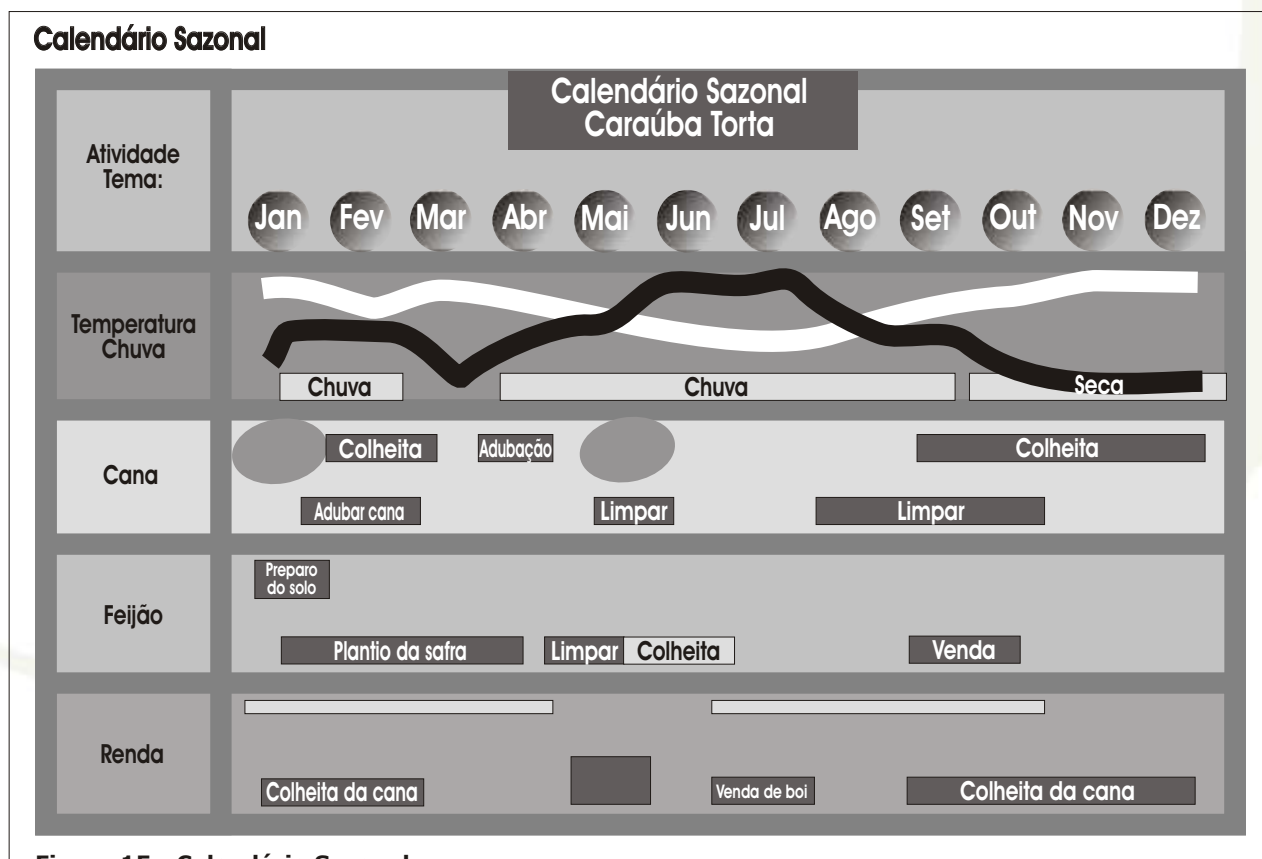 Calendário Sazonal
Calendário Sazonal
Caraúba Torta
Atividade
Tema:
Jan Fev Mar Abr Mai Jun Jul Ago Set Out Nov Dez
Temperatura
Chuva
Chuva Chuva Seca
Cana
Colheita Adubação Colheita
Adubar cana Limpar Limpar
Feijão
Preparo
do solo
Plantio da safra Limpar Colheita Venda
Renda
Colheita da cana Venda de boi Colheita da cana